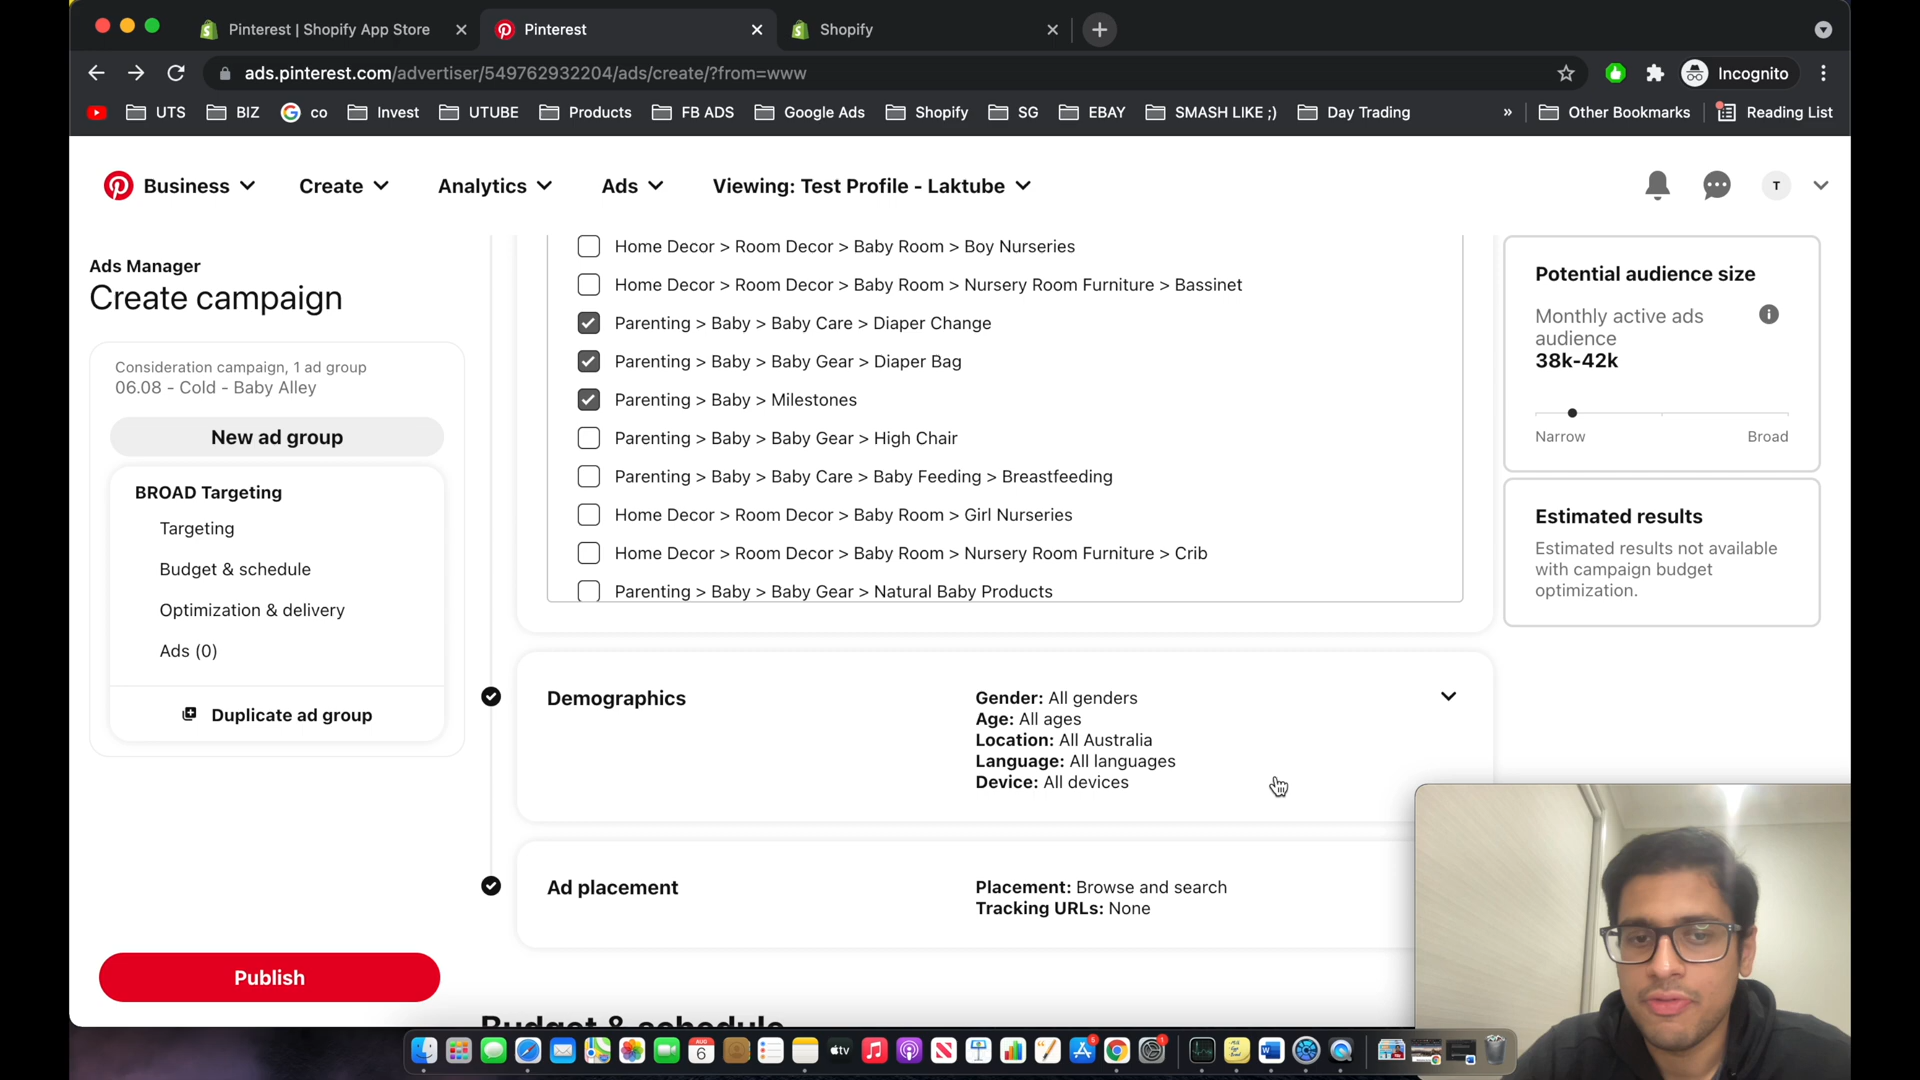 Pinterest | Shopify App Store
Pinterest
Shopify
ads.pinterest.com/advertiser/549762932204/ads/create/?from=www
Incognito
UTS
BIZ
co
Invest
UTUBE
Products
FB ADS
Google Ads
Shopify
SG
EBAY
SMASH LIKE ;)
Day Trading
»
Other Bookmarks
Reading List
Business
Create
Analytics
Ads
Viewing: Test Profile - Laktube
T
Ads Manager
Create campaign
Consideration campaign, 1 ad group
06.08 - Cold - Baby Alley
New ad group
BROAD Targeting
Targeting
Budget & schedule
Optimization & delivery
Ads (0)
Duplicate ad group
Publish
Home Decor > Room Decor > Baby Room > Boy Nurseries
Home Decor > Room Decor > Baby Room > Nursery Room Furniture > Bassinet
Parenting > Baby > Baby Care > Diaper Change
Parenting > Baby > Baby Gear > Diaper Bag
Parenting > Baby > Milestones
Parenting > Baby > Baby Gear > High Chair
Parenting > Baby > Baby Care > Baby Feeding > Breastfeeding
Home Decor > Room Decor > Baby Room > Girl Nurseries
Home Decor > Room Decor > Baby Room > Nursery Room Furniture > Crib
Parenting > Baby > Baby Gear > Natural Baby Products
Demographics
Gender: All genders
Age: All ages
Location: All Australia
Language: All languages
Device: All devices
Ad placement
Placement: Browse and search
Tracking URLs: None
Budget & schedule
Potential audience size
Monthly active ads
audience
38k-42k
Narrow
Broad
Estimated results
Estimated results not available
with campaign budget
optimization.
AUG
6
tv
5
1